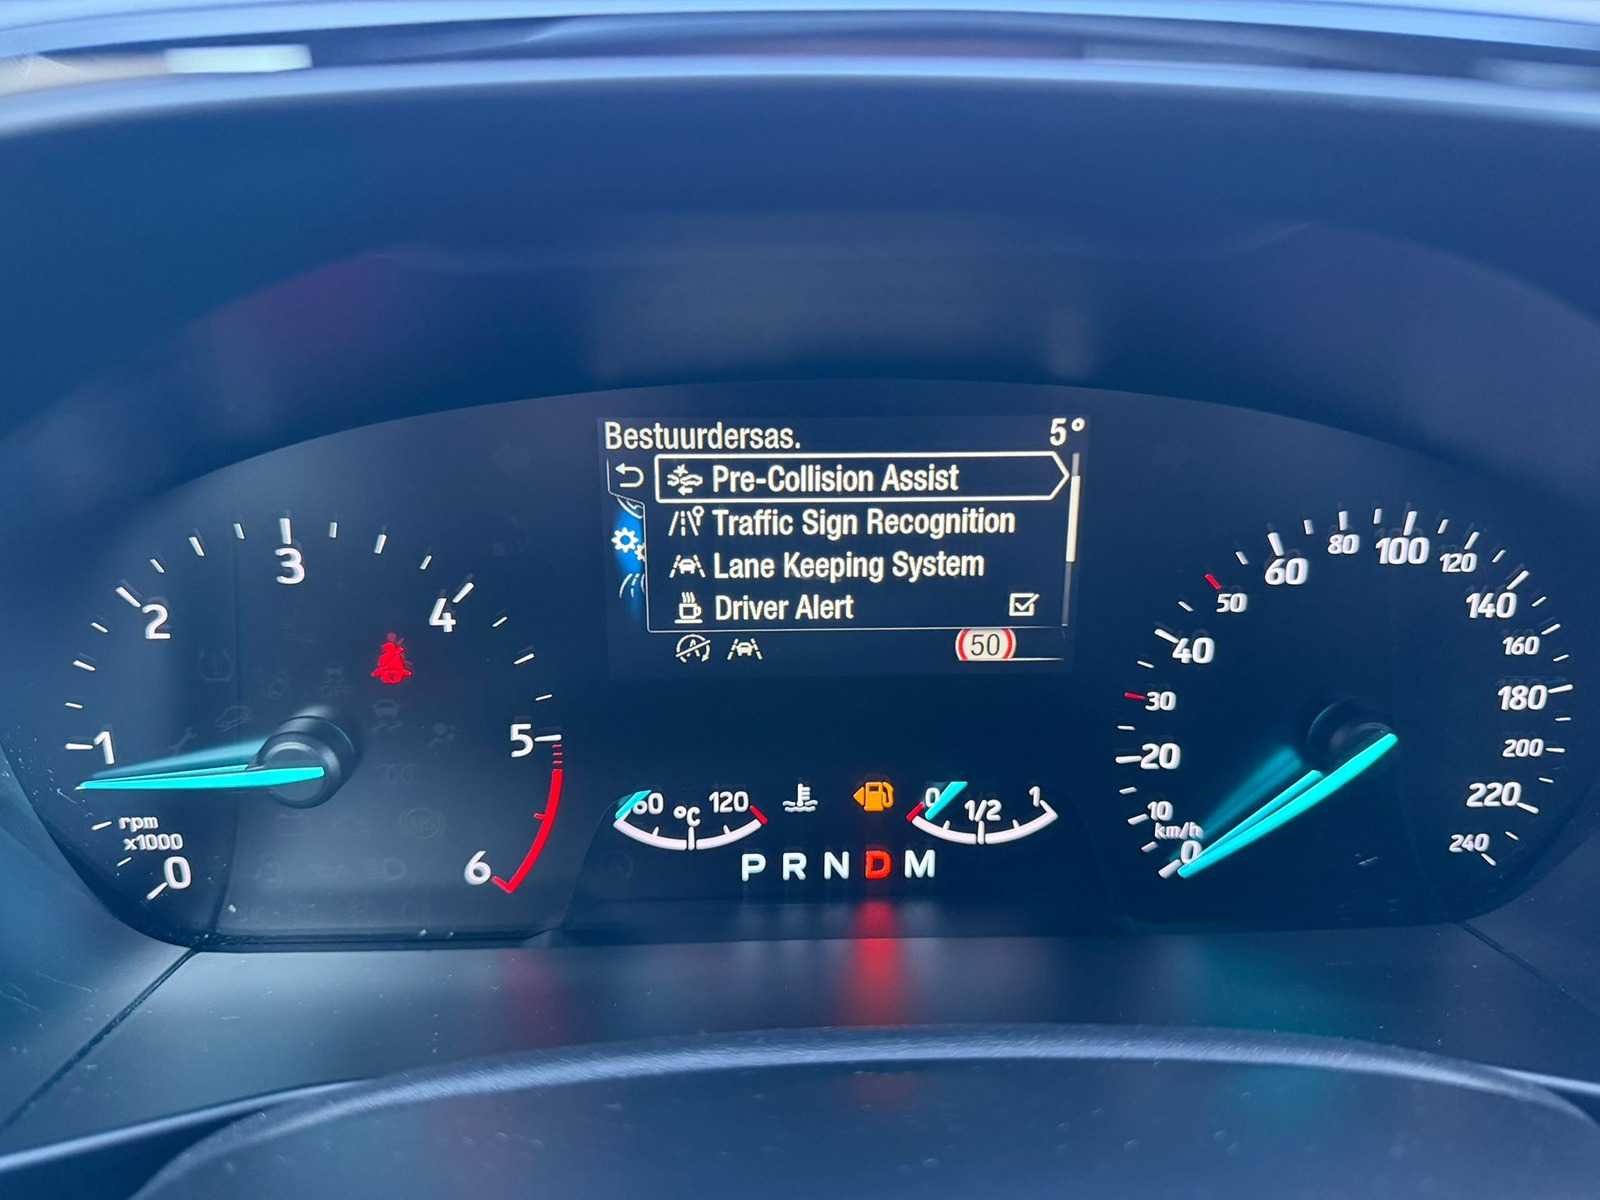 Bestuurdersas. 5°
Pre-Collision Assist
Traffic Sign Recognition
Lane Keeping System
Driver Alert
50
0 1 2 3 4 5 6
rpm
x1000
60 °C 120
0 1/2 1
P R N D M
0 10 20 30 40 50 60 80 100 120 140 160 180 200 220 240
km/h